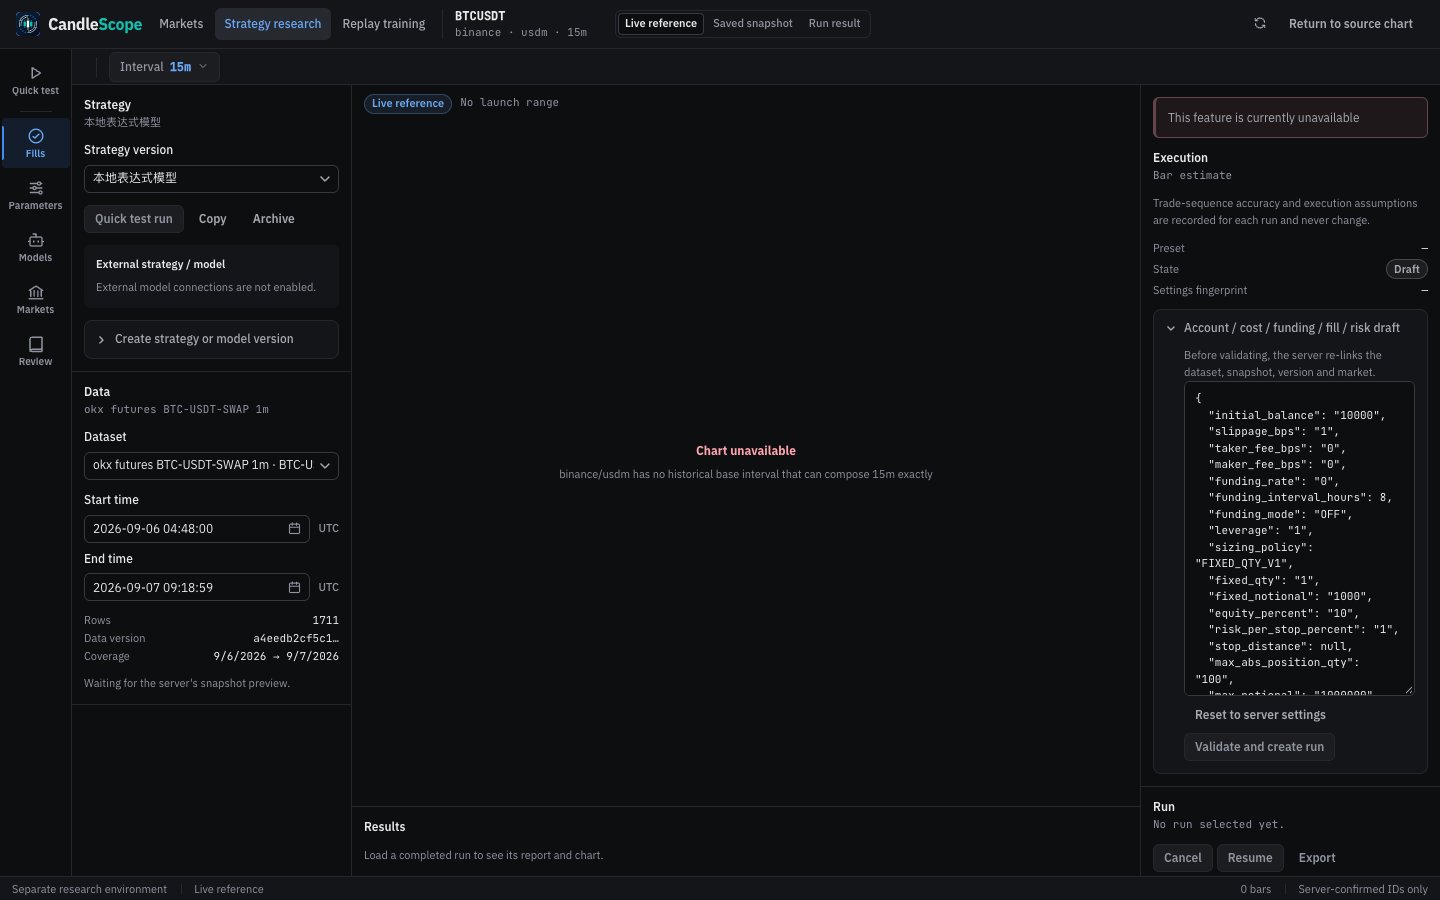 CandleScope
Markets
Strategy research
Replay training
BTCUSDT
binance · usdm · 15m
Live reference
Saved snapshot
Run result
Return to source chart
Interval 15m
Quick test
Fills
Parameters
Models
Markets
Review
Strategy
本地表达式模型
Strategy version
本地表达式模型
Quick test run
Copy
Archive
External strategy / model
External model connections are not enabled.
Create strategy or model version
Data
okx futures BTC-USDT-SWAP 1m
Dataset
okx futures BTC-USDT-SWAP 1m · BTC-U
Start time
2026-09-06 04:48:00 UTC
End time
2026-09-07 09:18:59 UTC
Rows 1711
Data version a4eedb2cf5c1…
Coverage 9/6/2026 → 9/7/2026
Waiting for the server's snapshot preview.
Live reference No launch range
Chart unavailable
binance/usdm has no historical base interval that can compose 15m exactly
Results
Load a completed run to see its report and chart.
This feature is currently unavailable
Execution
Bar estimate
Trade-sequence accuracy and execution assumptions
are recorded for each run and never change.
Preset –
State Draft
Settings fingerprint –
Account / cost / funding / fill / risk draft
Before validating, the server re-links the
dataset, snapshot, version and market.
{
"initial_balance": "10000",
"slippage_bps": "1",
"taker_fee_bps": "0",
"maker_fee_bps": "0",
"funding_rate": "0",
"funding_interval_hours": 8,
"funding_mode": "OFF",
"leverage": "1",
"sizing_policy":
"FIXED_QTY_V1",
"fixed_qty": "1",
"fixed_notional": "1000",
"equity_percent": "10",
"risk_per_stop_percent": "1",
"stop_distance": null,
"max_abs_position_qty":
"100",
"max_notional": "1000000"
Reset to server settings
Validate and create run
Run
No run selected yet.
Cancel
Resume
Export
Separate research environment
Live reference
0 bars
Server-confirmed IDs only